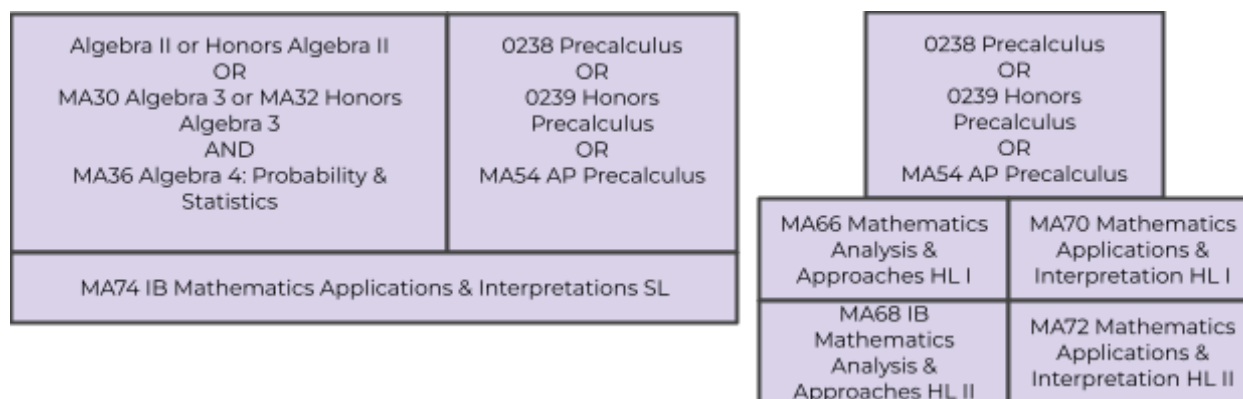 Algebra II or Honors Algebra II
OR
MA30 Algebra 3 or MA32 Honors
Algebra 3
AND
MA36 Algebra 4: Probability &
Statistics
0238 Precalculus
OR
0239 Honors
Precalculus
OR
MA54 AP Precalculus
MA74 IB Mathematics Applications & Interpretations SL
0238 Precalculus
OR
0239 Honors
Precalculus
OR
MA54 AP Precalculus
MA66 Mathematics
Analysis &
Approaches HL I
MA70 Mathematics
Applications &
Interpretation HL I
MA68 IB
Mathematics
Analysis &
Approaches HL II
MA72 Mathematics
Applications &
Interpretation HL II